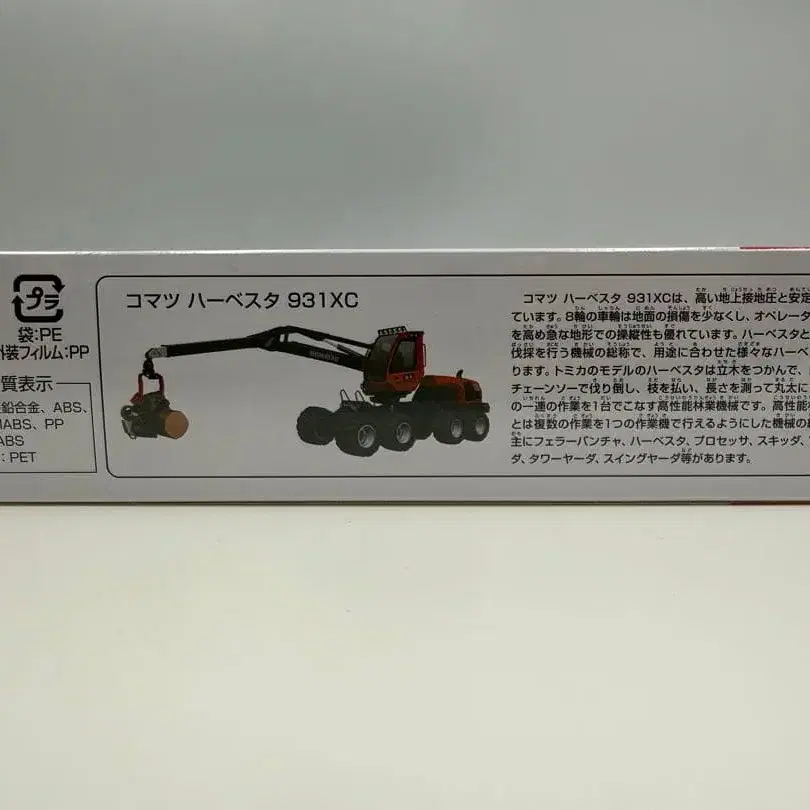 プラ
袋:PE
外装フィルム:PP
質表示
亜鉛合金、ABS、
MABS、PP
ABS
:PET
コマツ ハーベスタ 931XC
コマツ ハーベスタ 931XCは、高い地上接地圧と安定
ています。8輪の車輪は地面の損傷を少なくし、オペレータ
を高め急な地形での操縦性も優れています。ハーベスタと
伐採を行う機械の総称で、用途に合わせた様々なハーベ
ります。トミカのモデルのハーベスタは立木をつかんで、
チェーンソーで伐り倒し、枝を払い、長さを測って丸太に
の一連の作業を1台でこなす高性能林業機械です。高性能
とは複数の作業を1つの作業機で行えるようにした機械の
主にフェラーバンチャ、ハーベスタ、プロセッサ、スキッダ、
ダ、タワーヤーダ、スイングヤーダ等があります。